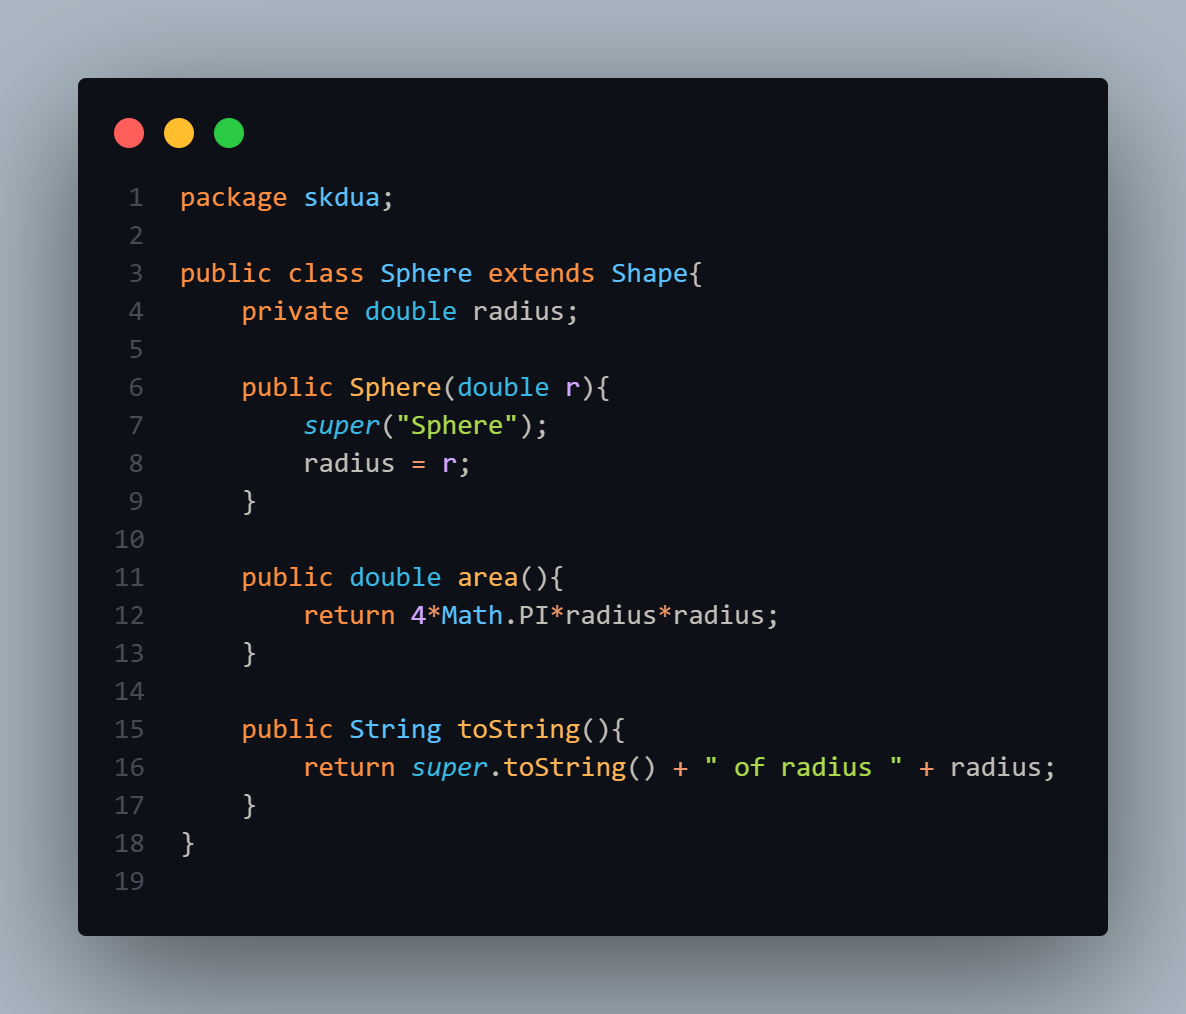 1 package skdua;
2
3 public class Sphere extends Shape{
4     private double radius;
5
6     public Sphere(double r){
7         super("Sphere");
8         radius = r;
9     }
10
11     public double area(){
12         return 4*Math.PI*radius*radius;
13     }
14
15     public String toString(){
16         return super.toString() + " of radius " + radius;
17     }
18 }
19